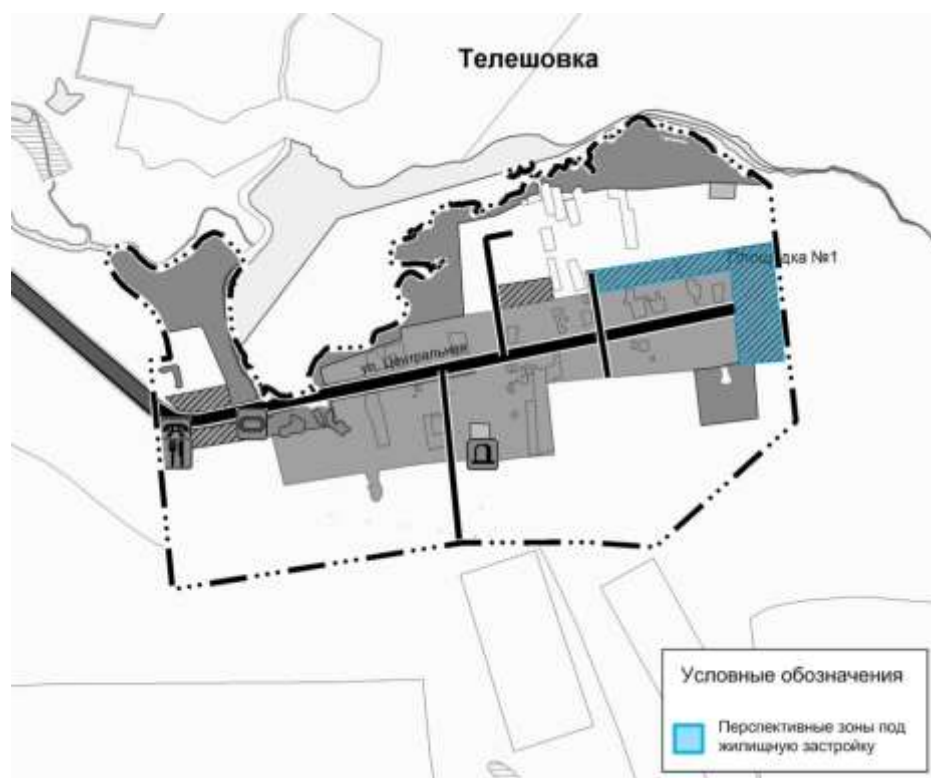 Телешовка
Площадка №1
ул. Центральная
Условные обозначения
Перспективные зоны под
жилищную застройку